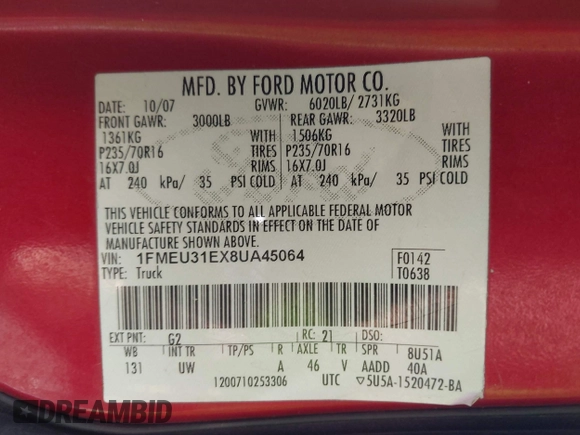 MFD. BY FORD MOTOR CO.
DATE: 10/07 GVWR: 6020LB/ 2731KG
FRONT GAWR: 3000LB REAR GAWR: 3320LB
1361KG WITH 1506KG WITH
P235/70R16 TIRES P235/70R16 TIRES
16X7.0J RIMS 16X7.0J RIMS
AT 240 kPa/ 35 PSI COLD AT 240 kPa/ 35 PSI COLD
THIS VEHICLE CONFORMS TO ALL APPLICABLE FEDERAL MOTOR
VEHICLE SAFETY STANDARDS IN EFFECT ON THE DATE OF
MANUFACTURE SHOWN ABOVE.
VIN: 1FMEU31EX8UA45064 F0142
TYPE: Truck T0638
EXT PNT: G2 RC: 21 DSO:
WB INT TR TP/PS R AXLE TR SPR 8U51A
131 UW A 46 V AADD 40A
1200710253306 UTC ▽5U5A-1520472-BA
DREAMBID